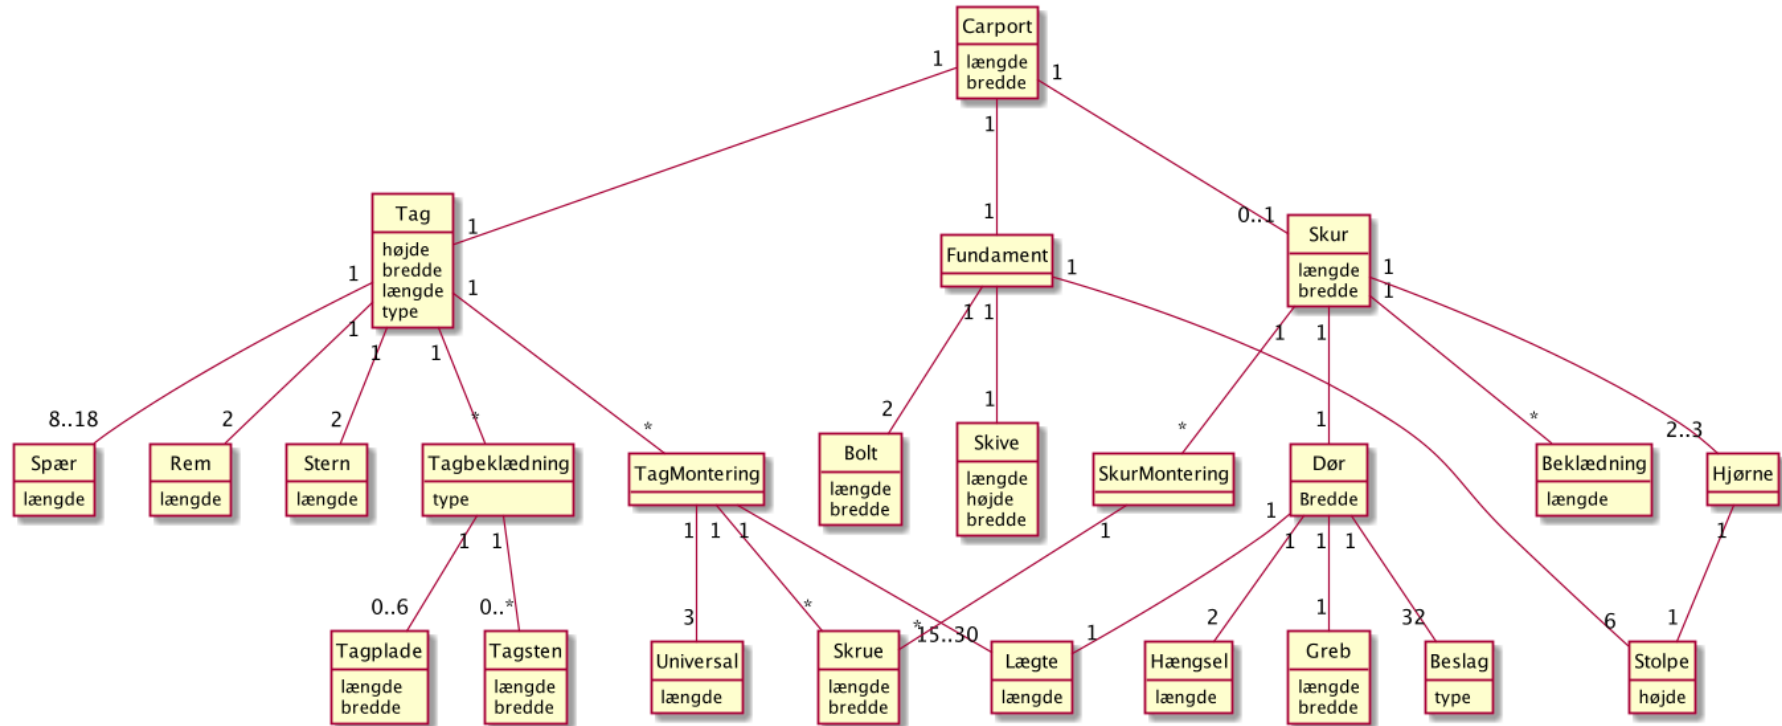 Carport
længde
bredde
1
1
1
1
1
0..1
Tag
højde
bredde
længde
type
Fundament
Skur
længde
bredde
1
1
1
1
1
1
1
1
1
1
1
1
8..18
2
2
*
*
2
1
*
1
*
2..3
Spær
længde
Rem
længde
Stern
længde
Tagbeklædning
type
TagMontering
Bolt
længde
bredde
Skive
længde
højde
bredde
SkurMontering
Dør
Bredde
Beklædning
længde
Hjørne
1
1
1
1
1
1
1
1
1
1
1
0..6
0..*
3
*
*
15..30
1
2
1
32
6
1
Tagplade
længde
bredde
Tagsten
længde
bredde
Universal
længde
Skrue
længde
bredde
Lægte
længde
Hængsel
længde
Greb
længde
bredde
Beslag
type
Stolpe
højde